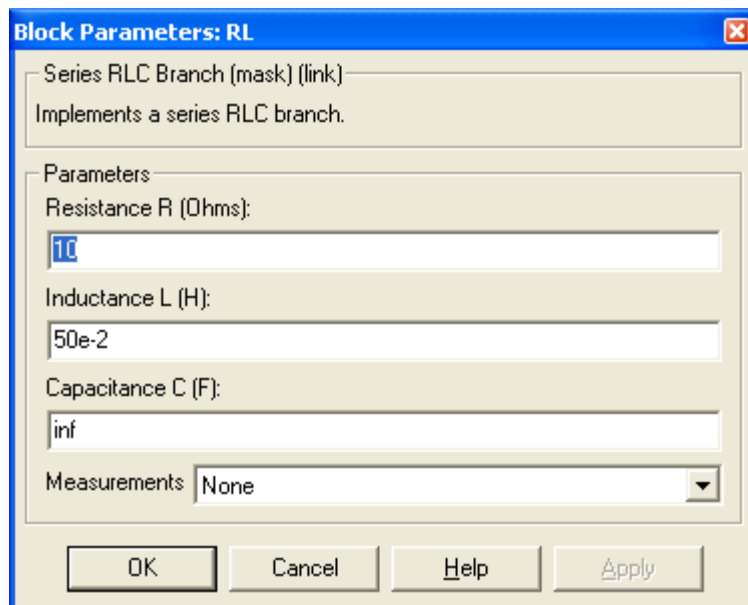 Block Parameters: RL
Series RLC Branch (mask) (link)
Implements a series RLC branch.
Parameters
Resistance R (Ohms):
10
Inductance L (H):
50e-2
Capacitance C (F):
inf
Measurements None
OK Cancel Help Apply